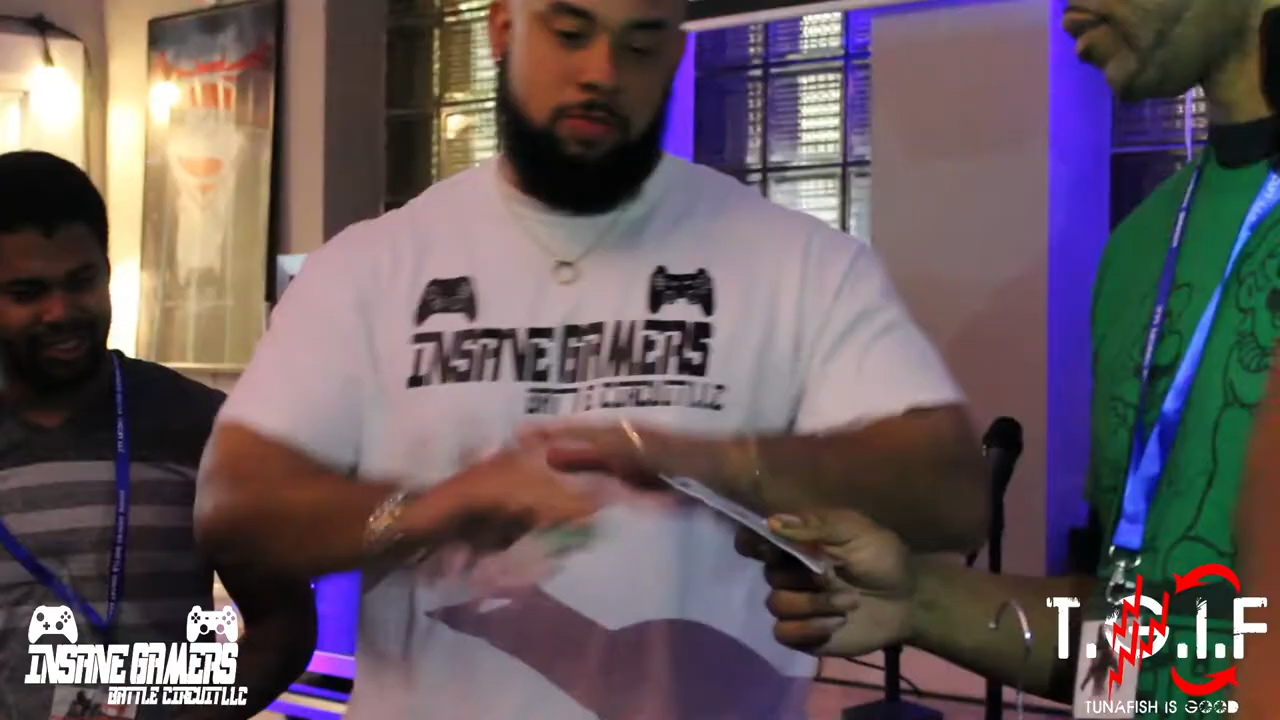 INSANE GAMERS
BATTLE CIRCUIT LLC
INSANE GAMERS
BATTLE CIRCUIT LLC
T.G.I.F
TUNAFISH IS GOOD